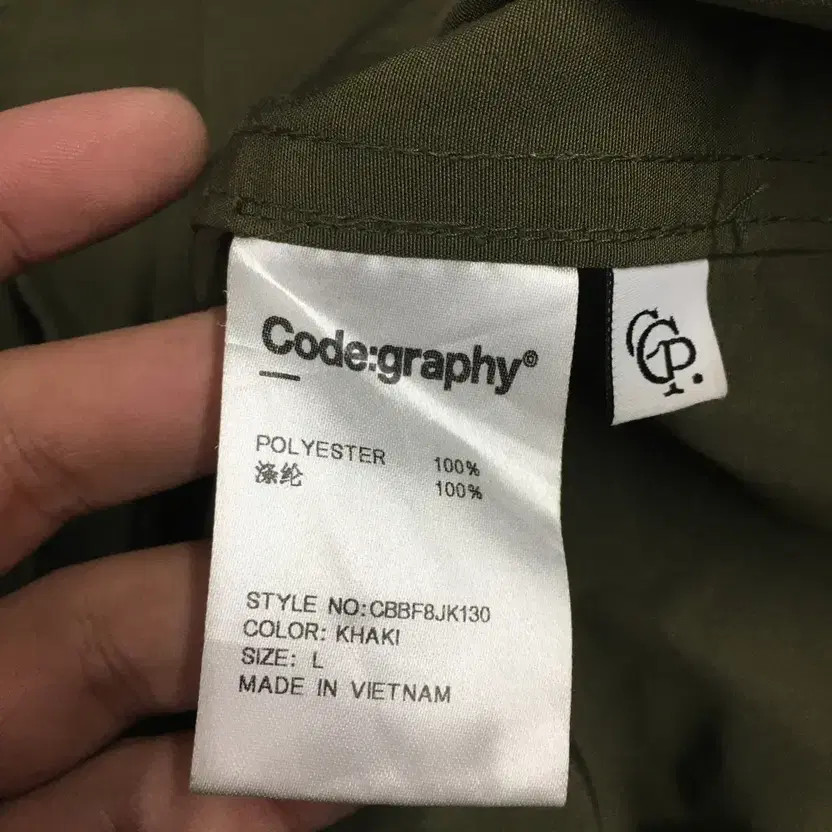 Code:graphy®
POLYESTER 100%
涤纶 100%
STYLE NO:CBBF8JK130
COLOR: KHAKI
SIZE: L
MADE IN VIETNAM
CGP.